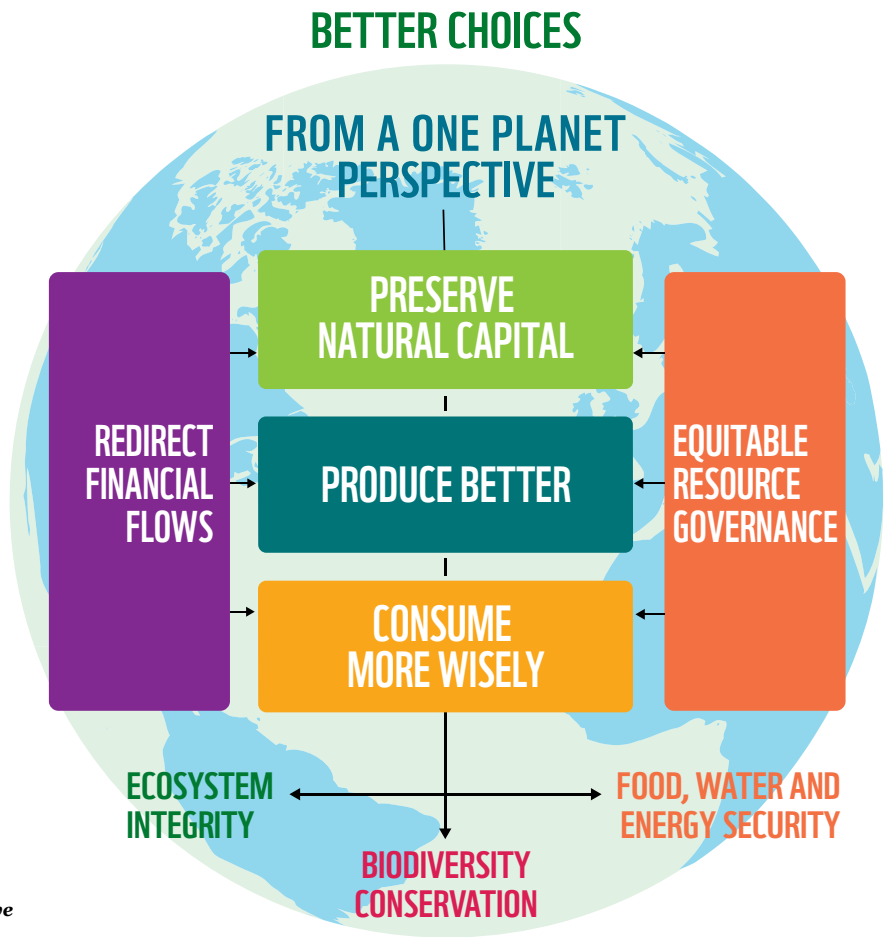 BETTER CHOICES
FROM A ONE PLANET
PERSPECTIVE
PRESERVE
NATURAL CAPITAL
REDIRECT
FINANCIAL
FLOWS
PRODUCE BETTER
EQUITABLE
RESOURCE
GOVERNANCE
CONSUME
MORE WISELY
ECOSYSTEM
INTEGRITY
FOOD, WATER AND
ENERGY SECURITY
BIODIVERSITY
CONSERVATION